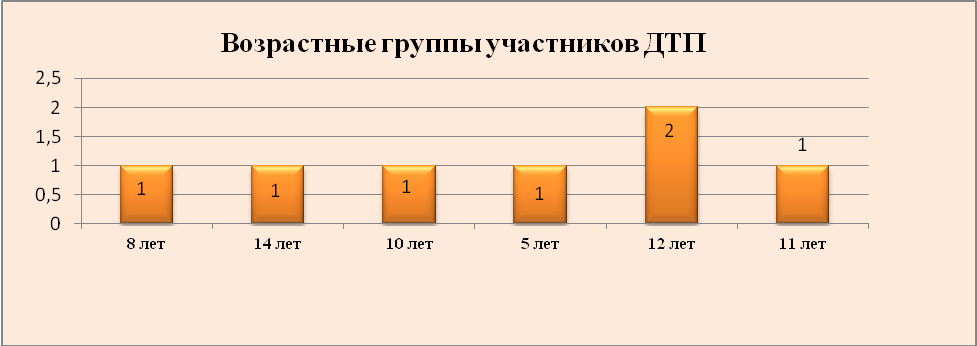 Возрастные группы участников ДТП
2,5
2
1,5
1
0,5
0
1
1
1
1
2
1
8 лет
14 лет
10 лет
5 лет
12 лет
11 лет